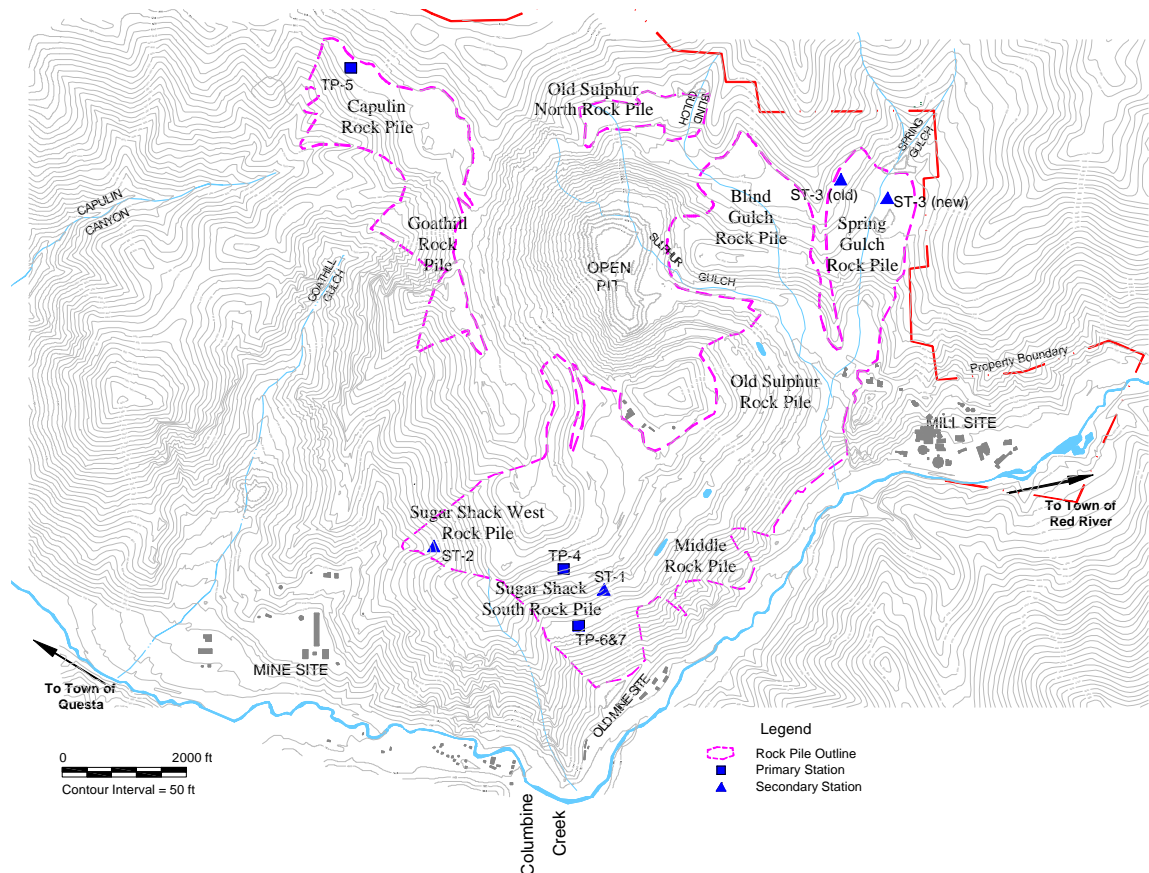 TP-5
Capulin
Rock Pile
Old Sulphur
North Rock Pile
BLIND
GULCH
SPRING
GULCH
CAPULIN
CANYON
Goathill
Rock
Pile
GOATHILL
GULCH
Blind
Gulch
Rock Pile
ST-3 (old)
ST-3 (new)
Spring
Gulch
Rock Pile
OPEN
PIT
SULPHUR
GULCH
Property Boundary
Old Sulphur
Rock Pile
MILL SITE
To Town of
Red River
Sugar Shack West
Rock Pile
ST-2
TP-4
ST-1
Sugar Shack
South Rock Pile
TP-6&7
Middle
Rock Pile
MINE SITE
To Town of
Questa
OLD MINE SITE
0 2000 ft
Contour Interval = 50 ft
Columbine
Creek
Legend
Rock Pile Outline
Primary Station
Secondary Station